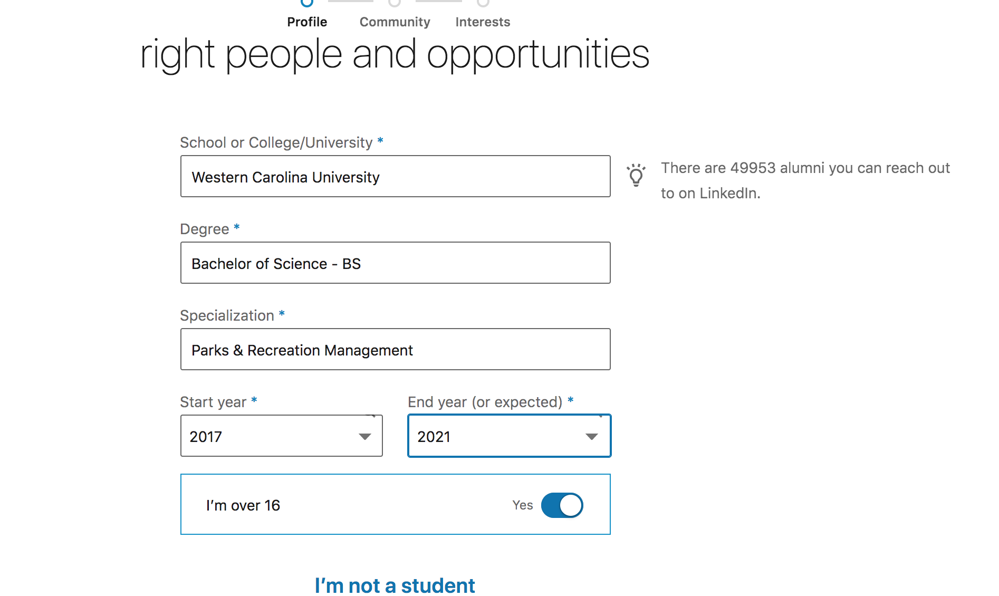 Profile Community Interests
right people and opportunities
School or College/University *
Western Carolina University
There are 49953 alumni you can reach out
to on LinkedIn.
Degree *
Bachelor of Science - BS
Specialization *
Parks & Recreation Management
Start year * End year (or expected) *
2017 2021
I’m over 16 Yes
I’m not a student